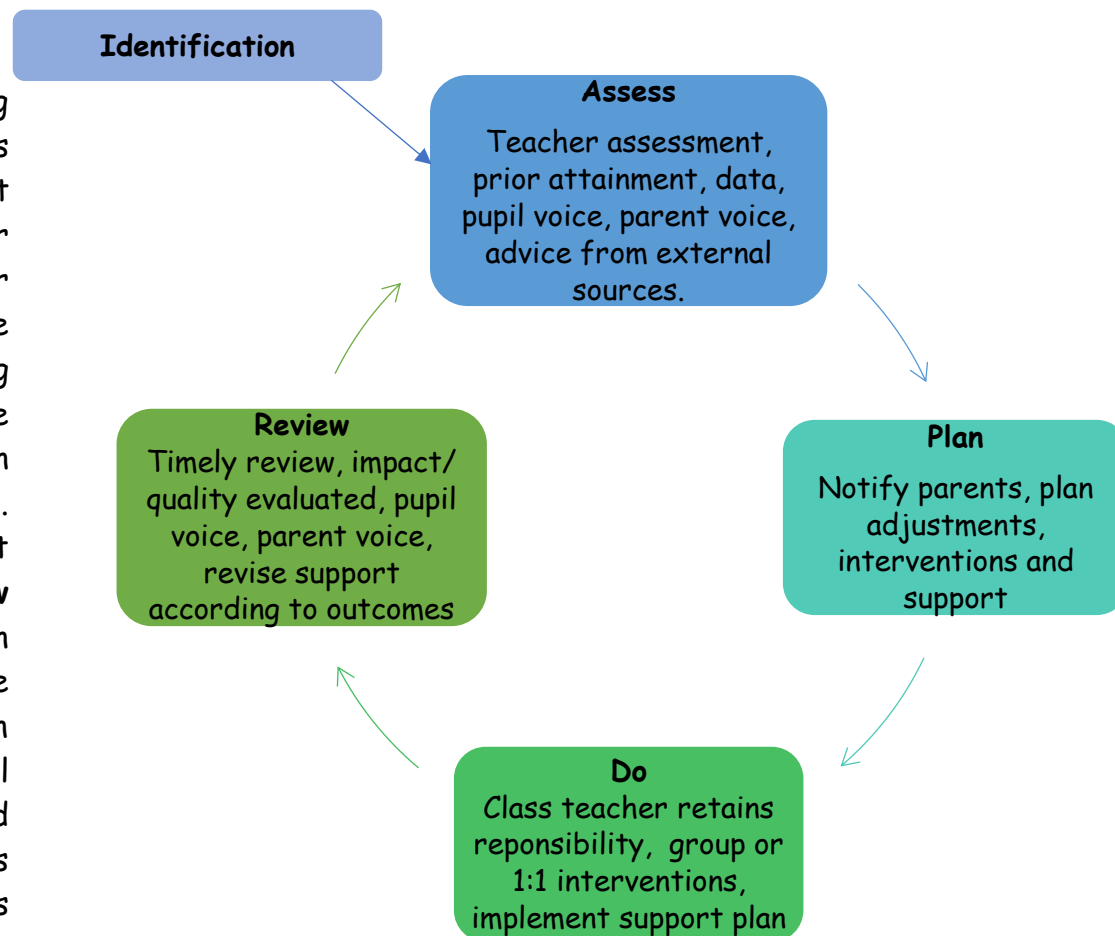 Identification
Assess
Teacher assessment,
prior attainment, data,
pupil voice, parent voice,
advice from external
sources.
Plan
Notify parents, plan
adjustments,
interventions and
support
Do
Class teacher retains
reponsibility, group or
1:1 interventions,
implement support plan
Review
Timely review, impact/
quality evaluated, pupil
voice, parent voice,
revise support
according to outcomes